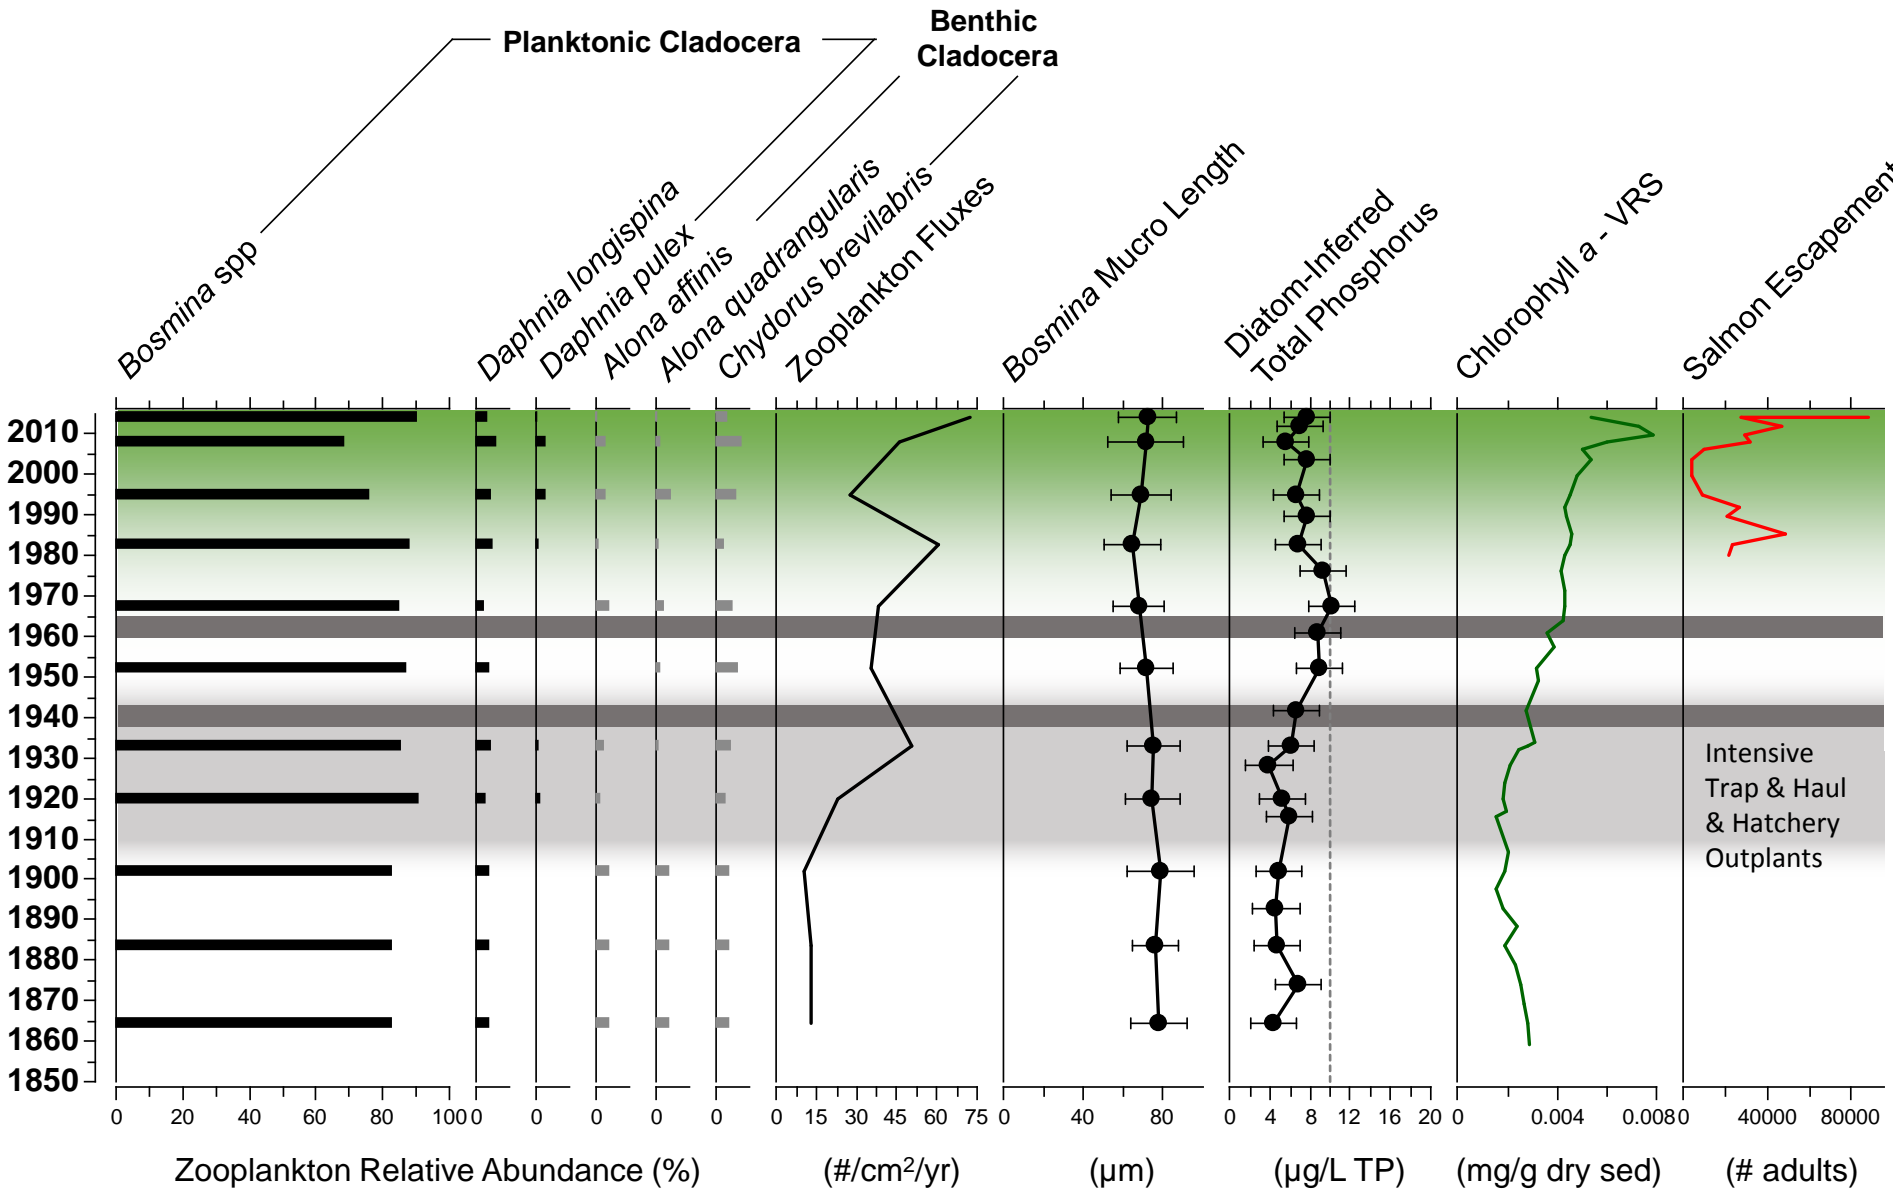 Planktonic Cladocera
Benthic
Cladocera
Bosmina spp
Daphnia longispina
Daphnia pulex
Alona affinis
Alona quadrangularis
Chydorus brevilabris
Zooplankton Fluxes
Bosmina Mucro Length
Diatom-Inferred
Total Phosphorus
Chlorophyll a - VRS
Salmon Escapement
2010
2000
1990
1980
1970
1960
1950
1940
1930
1920
1910
1900
1890
1880
1870
1860
1850
Intensive
Trap & Haul
& Hatchery
Outplants
0 20 40 60 80 100 0 0 0 0 0 0 15 30 45 60 75 0 40 80 0 4 8 12 16 20 0 0.004 0.008 0 40000 80000
Zooplankton Relative Abundance (%) (#/cm²/yr) (µm) (µg/L TP) (mg/g dry sed) (# adults)